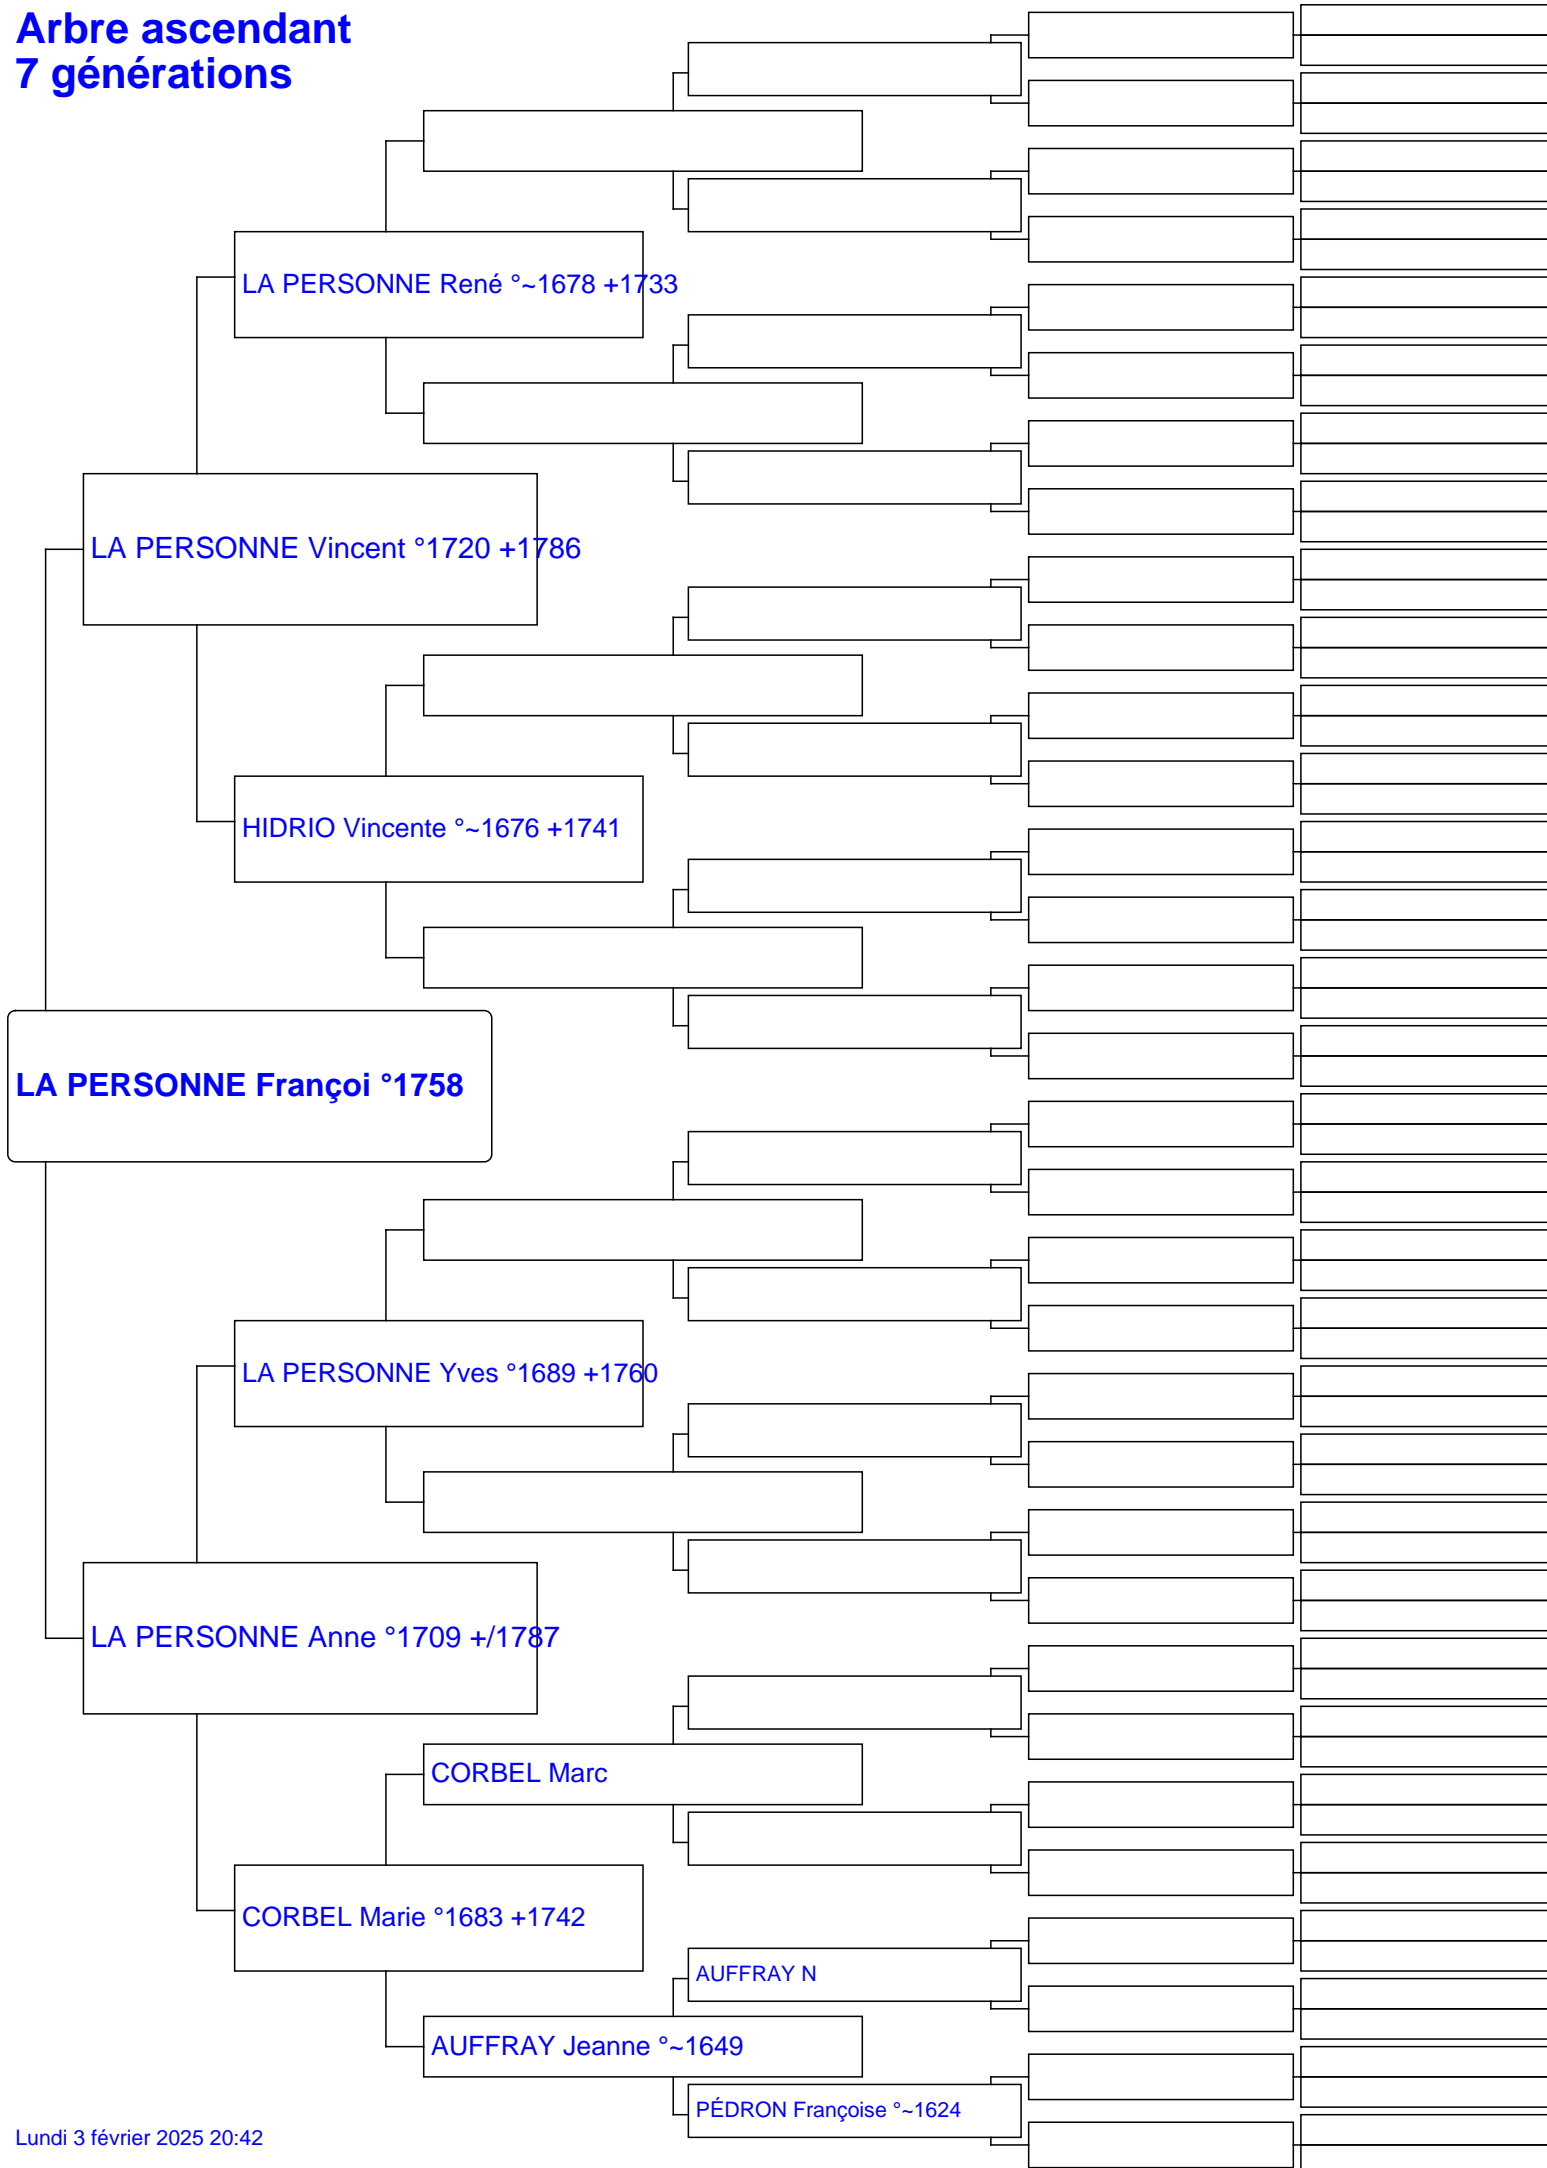 Arbre ascendant
7 générations
LA PERSONNE René °~1678 +1733
LA PERSONNE Vincent °1720 +1786
HIDRIO Vincente °~1676 +1741
LA PERSONNE Françoi °1758
LA PERSONNE Yves °1689 +1760
LA PERSONNE Anne °1709 +/1787
CORBEL Marc
CORBEL Marie °1683 +1742
AUFFRAY N
AUFFRAY Jeanne °~1649
PÉDRON Françoise °~1624
Lundi 3 février 2025 20:42